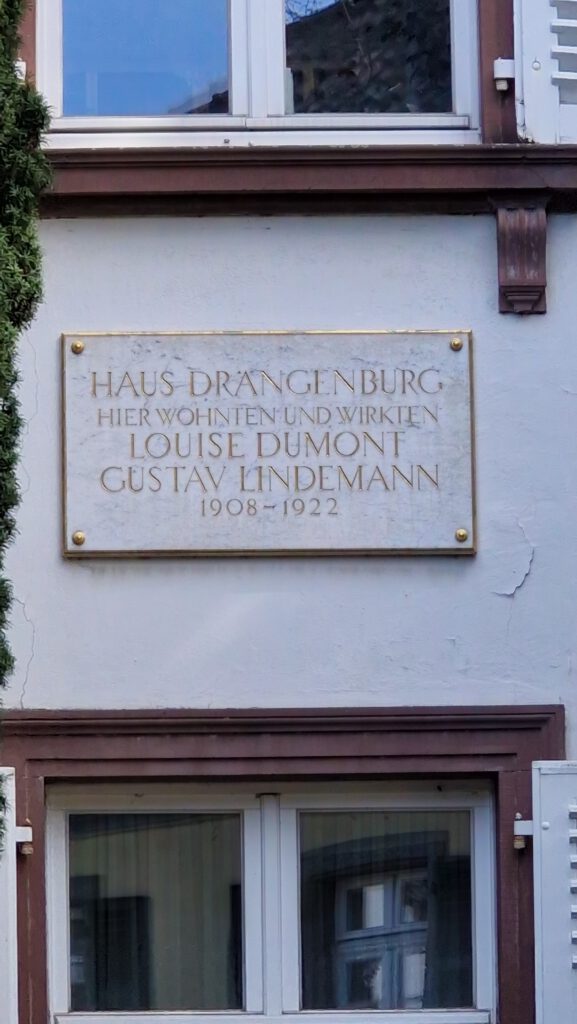 HAUS DRÄNGENBURG
HIER WOHNTEN UND WIRKTEN
LOUISE DUMONT
GUSTAV LINDEMANN
1908–1922